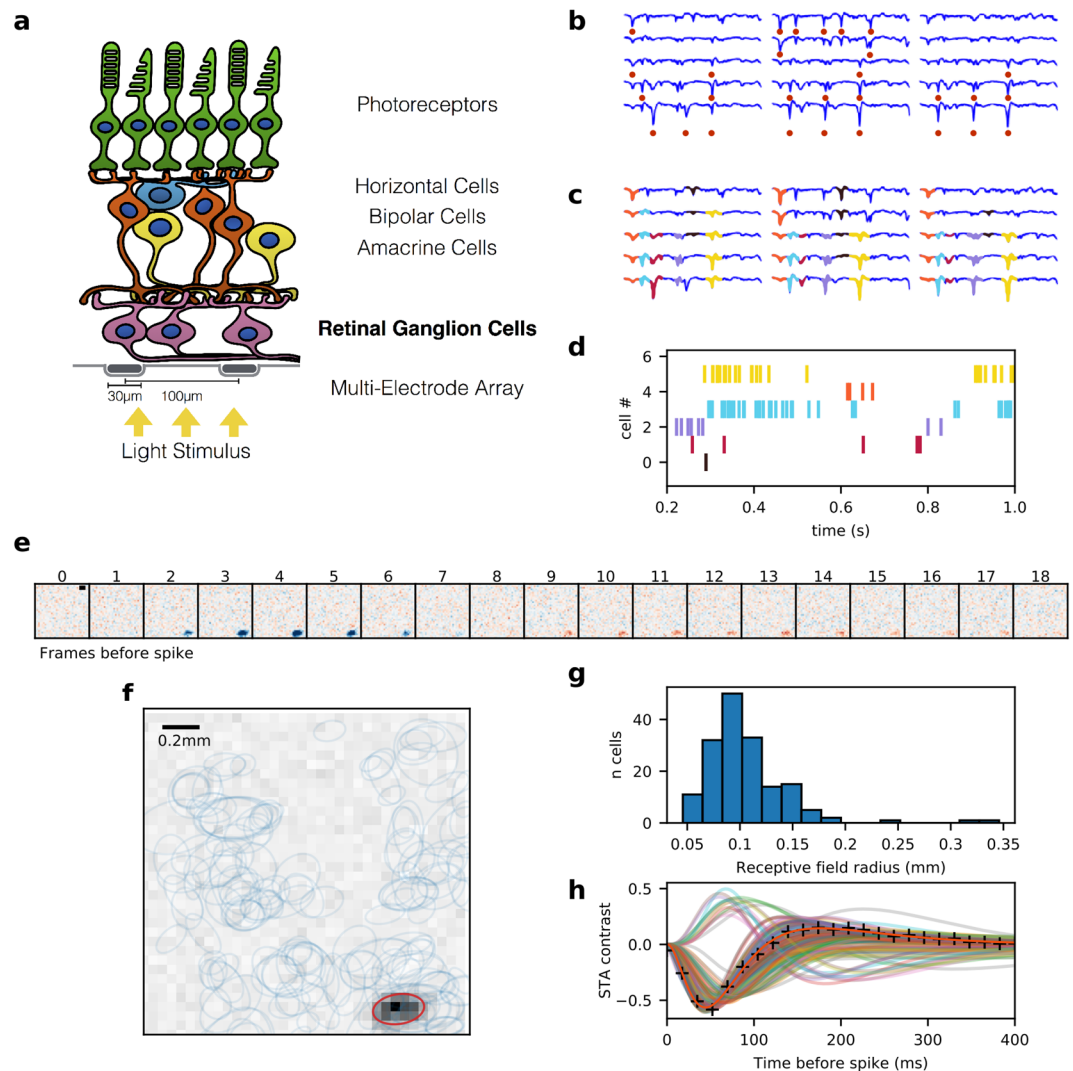 a
Photoreceptors
Horizontal Cells
Bipolar Cells
Amacrine Cells
Retinal Ganglion Cells
Multi-Electrode Array
30μm
100μm
Light Stimulus
b
c
d
6
4
2
0
cell #
0.2
0.4
0.6
0.8
1.0
time (s)
e
0 1 2 3 4 5 6 7 8 9 10 11 12 13 14 15 16 17 18
Frames before spike
f
0.2mm
g
40
20
0
n cells
0.05 0.1 0.15 0.2 0.25 0.3 0.35
Receptive field radius (mm)
h
0.5
0.0
−0.5
STA contrast
0 100 200 300 400
Time before spike (ms)